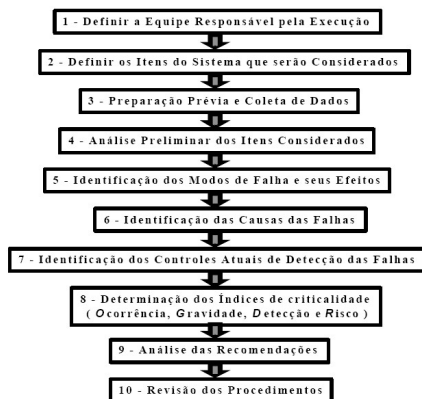 1 - Definir a Equipe Responsável pela Execução
2 - Definir os Itens do Sistema que serão Considerados
3 - Preparação Prévia e Coleta de Dados
4 - Análise Preliminar dos Itens Considerados
5 - Identificação dos Modos de Falha e seus Efeitos
6 - Identificação das Causas das Falhas
7 - Identificação dos Controles Atuais de Detecção das Falhas
8 - Determinação dos Índices de criticalidade
( Ocorrência, Gravidade, Detecção e Risco )
9 - Análise das Recomendações
10 - Revisão dos Procedimentos